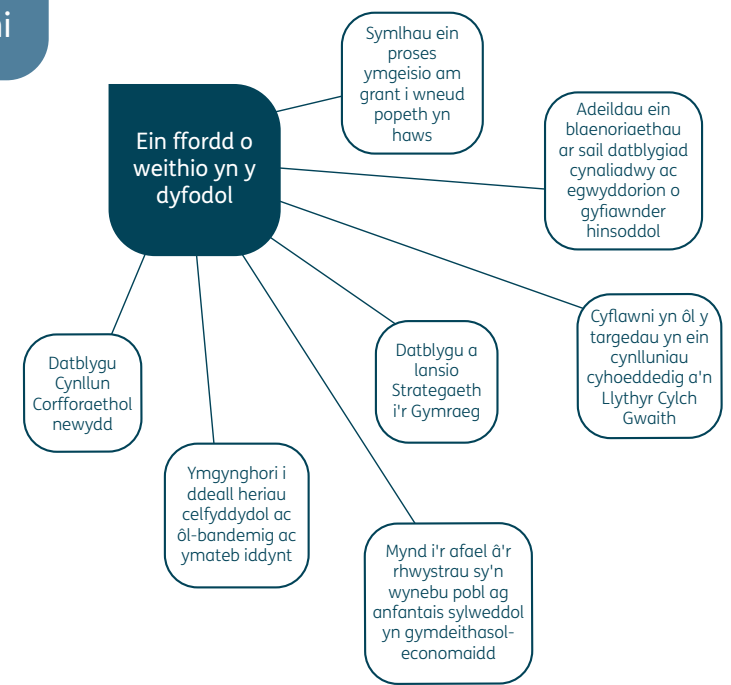 Ein ffordd o
weithio yn y
dyfodol
Symlhau ein
proses
ymgeisio am
grant i wneud
popeth yn
haws
Adeildau ein
blaenoriaethau
ar sail datblygiad
cynaliadwy ac
egwyddorion o
gyfiawnder
hinsoddol
Cyflawni yn ôl y
targedau yn ein
cynlluniau
cyhoeddedig a'n
Llythyr Cylch
Gwaith
Datblygu a
lansio
Strategaeth
i'r Gymraeg
Mynd i'r afael â'r
rhwystrau sy'n
wynebu pobl ag
anfantais sylweddol
yn gymdeithasol-
economaidd
Ymgynghori i
ddeall heriau
celfyddydol ac
ôl-bandemig ac
ymateb iddynt
Datblygu
Cynllun
Corfforaethol
newydd